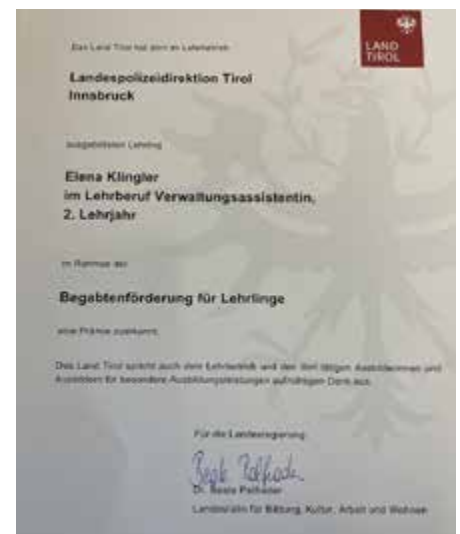 LAND
TIROL
Das Land Tirol hat dem im Lehrbetrieb
Landespolizeidirektion Tirol
Innsbruck
ausgebildeten Lehrling
Elena Klingler
im Lehrberuf Verwaltungsassistentin,
2. Lehrjahr
im Rahmen der
Begabtenförderung für Lehrlinge
eine Prämie zuerkannt.
Das Land Tirol spricht auch dem Lehrbetrieb und den dort tätigen Ausbilderinnen und
Ausbildern für besondere Ausbildungsleistungen aufrichtigen Dank aus.
Für die Landesregierung:
Dr. Beate Palfrader
Landesrätin für Bildung, Kultur, Arbeit und Wohnen